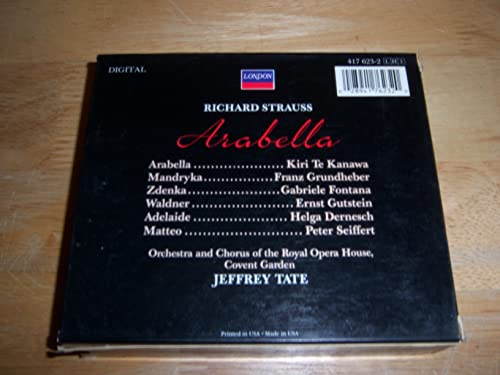 DIGITAL
LONDON
417 623-2 LH3
RICHARD STRAUSS
Arabella
Arabella ..................... Kiri Te Kanawa
Mandryka ................ Franz Grundheber
Zdenka ..................... Gabriele Fontana
Waldner ........................ Ernst Gutstein
Adelaide ...................... Helga Dernesch
Matteo ........................... Peter Seiffert
Orchestra and Chorus of the Royal Opera House,
Covent Garden
JEFFREY TATE
Printed in USA • Made in USA